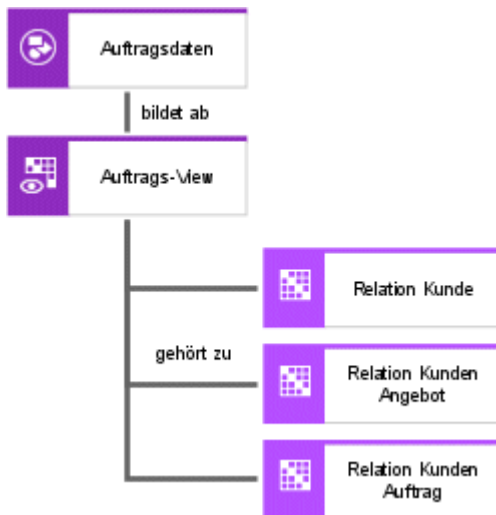 Auftragsdaten
bildet ab
Auftrags-View
Relation Kunde
gehört zu
Relation Kunden
Angebot
Relation Kunden
Auftrag